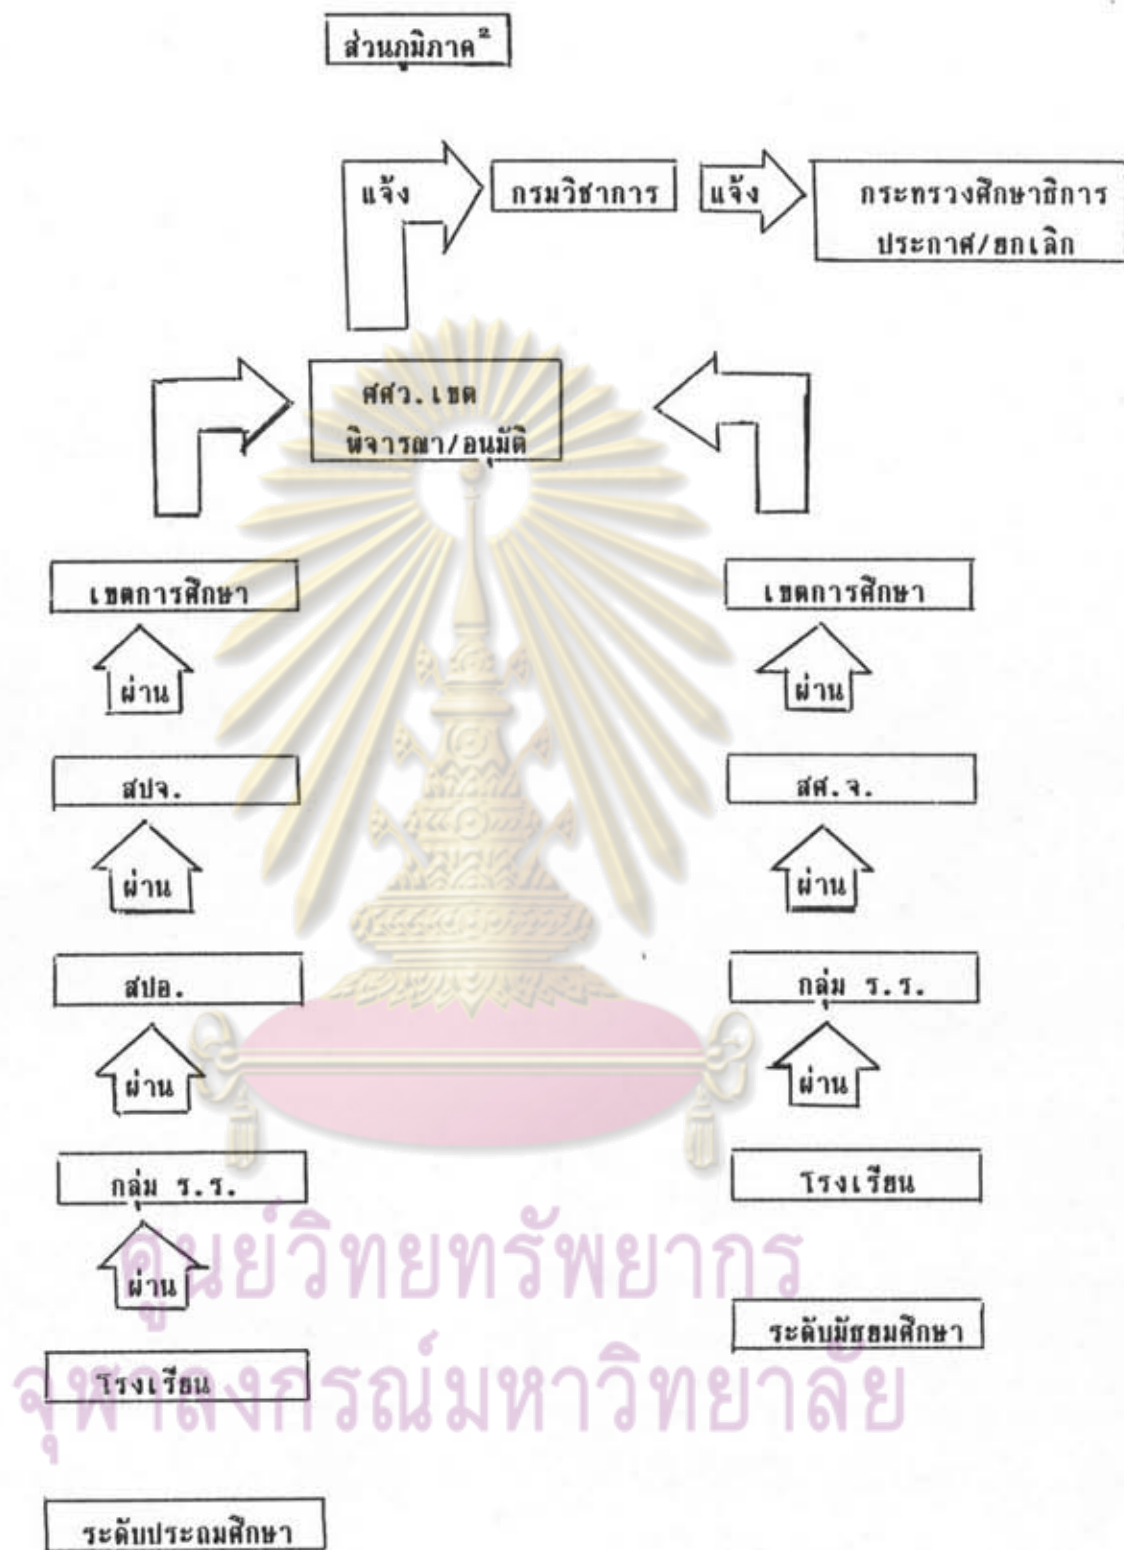 ส่วนภูมิภาค²
แจ้ง
กรมวิชาการ
แจ้ง
กระทรวงศึกษาธิการ
ประกาศ/ยกเลิก
ศศว.เขต
พิจารณา/อนุมัติ
เขตการศึกษา
เขตการศึกษา
ผ่าน
ผ่าน
สปจ.
สศ.จ.
ผ่าน
ผ่าน
สปอ.
กลุ่ม ร.ร.
ผ่าน
ผ่าน
กลุ่ม ร.ร.
โรงเรียน
ผ่าน
ศูนย์วิทยทรัพยากร
ระดับมัธยมศึกษา
โรงเรียน
จุฬาลงกรณ์มหาวิทยาลัย
ระดับประถมศึกษา